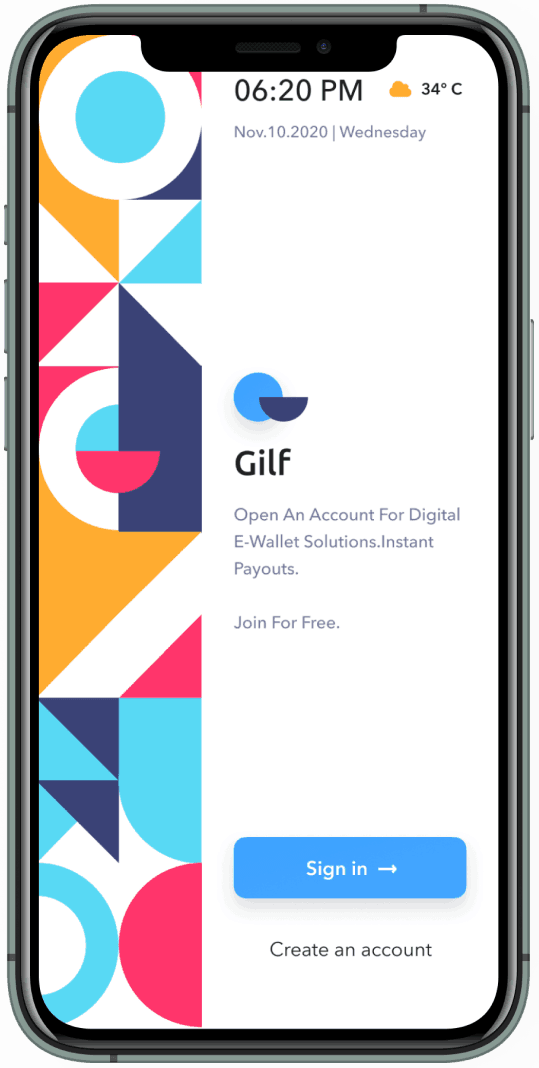 06:20 PM 34° C
Nov.10.2020 | Wednesday
Gilf
Open An Account For Digital
E-Wallet Solutions.Instant
Payouts.
Join For Free.
Sign in →
Create an account